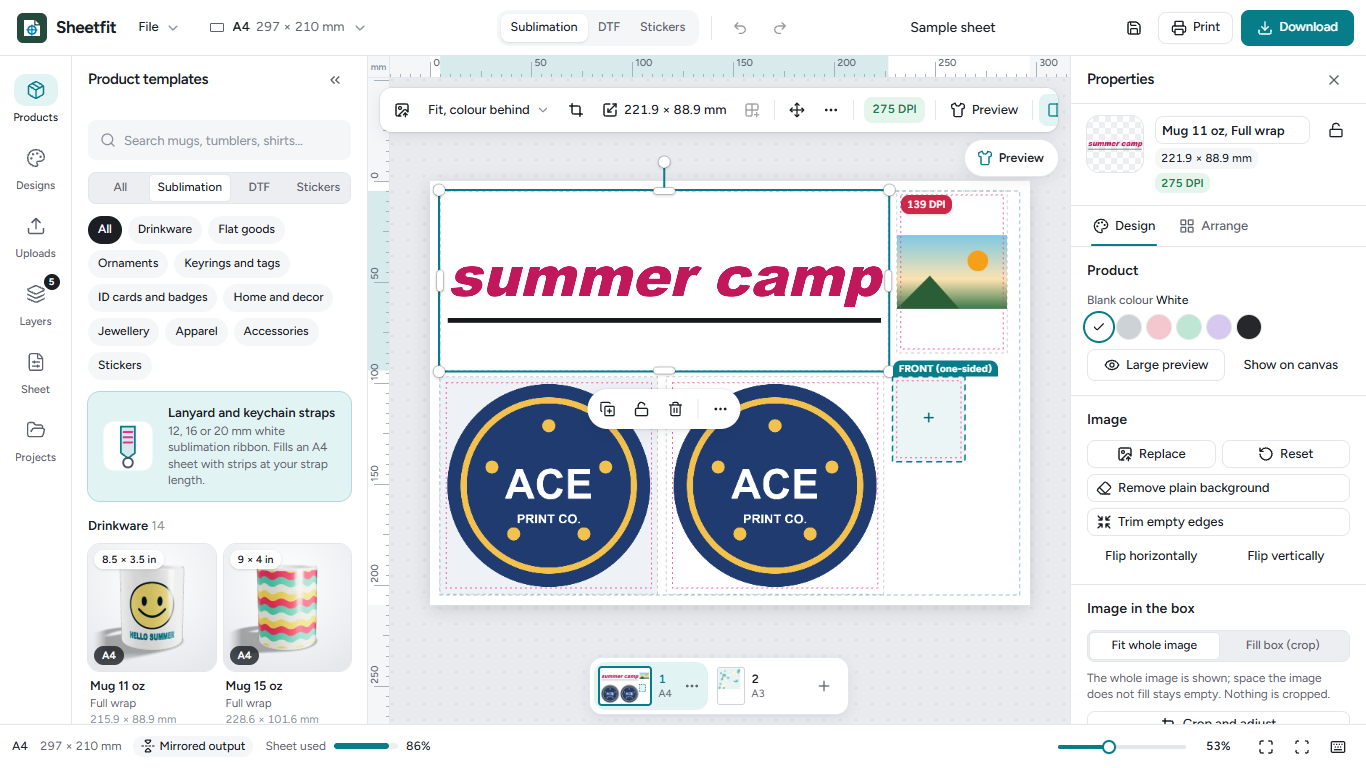 Sheetfit
File
A4 297 × 210 mm
Sublimation DTF Stickers
Sample sheet
Print
Download
Products
Designs
Uploads
5
Layers
Sheet
Projects
Product templates
Search mugs, tumblers, shirts...
All Sublimation DTF Stickers
All Drinkware Flat goods
Ornaments Keyrings and tags
ID cards and badges Home and decor
Jewellery Apparel Accessories
Stickers
Lanyard and keychain straps
12, 16 or 20 mm white
sublimation ribbon. Fills an A4
sheet with strips at your strap
length.
Drinkware 14
8.5 × 3.5 in
HELLO SUMMER
A4
Mug 11 oz
Full wrap
215.9 × 88.9 mm
9 × 4 in
A4
Mug 15 oz
Full wrap
228.6 × 101.6 mm
mm 0 50 100 150 200 250 300
0
50
100
150
200
250
Fit, colour behind
221.9 × 88.9 mm
275 DPI
Preview
Preview
summer camp
139 DPI
FRONT (one-sided)
+
ACE
PRINT CO.
ACE
PRINT CO.
summer camp
1
A4
2
A3
Properties
summer camp
Mug 11 oz, Full wrap
221.9 × 88.9 mm
275 DPI
Design Arrange
Product
Blank colour White
Large preview
Show on canvas
Image
Replace
Reset
Remove plain background
Trim empty edges
Flip horizontally
Flip vertically
Image in the box
Fit whole image
Fill box (crop)
The whole image is shown; space the
image does not fill stays empty. Nothing is cropped.
Crop and adjust
A4 297 × 210 mm
Mirrored output
Sheet used 86%
53%